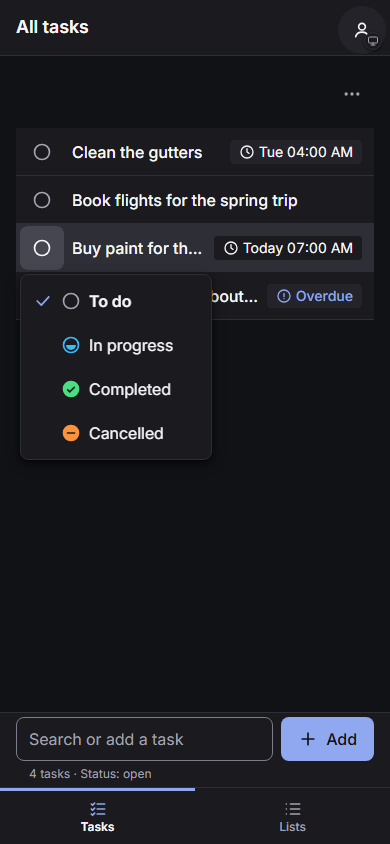 All tasks
Clean the gutters Tue 04:00 AM
Book flights for the spring trip
Buy paint for th... Today 07:00 AM
bout... Overdue
To do
In progress
Completed
Cancelled
Search or add a task
Add
4 tasks · Status: open
Tasks Lists